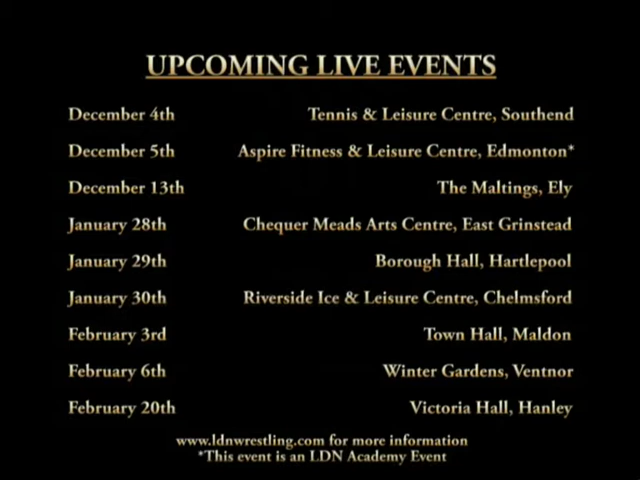 UPCOMING LIVE EVENTS
December 4th Tennis & Leisure Centre, Southend
December 5th Aspire Fitness & Leisure Centre, Edmonton*
December 13th The Maltings, Ely
January 28th Chequer Meads Arts Centre, East Grinstead
January 29th Borough Hall, Hartlepool
January 30th Riverside Ice & Leisure Centre, Chelmsford
February 3rd Town Hall, Maldon
February 6th Winter Gardens, Ventnor
February 20th Victoria Hall, Hanley
www.ldnwrestling.com for more information
*This event is an LDN Academy Event